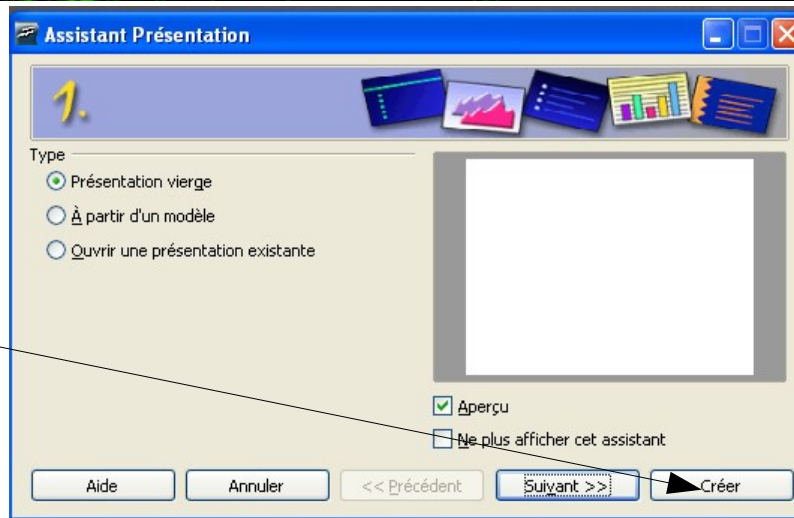 Assistant Présentation
1.
Type
Présentation vierge
À partir d'un modèle
Ouvrir une présentation existante
Aperçu
Ne plus afficher cet assistant
Aide
Annuler
<< Précédent
Suivant >>
Créer